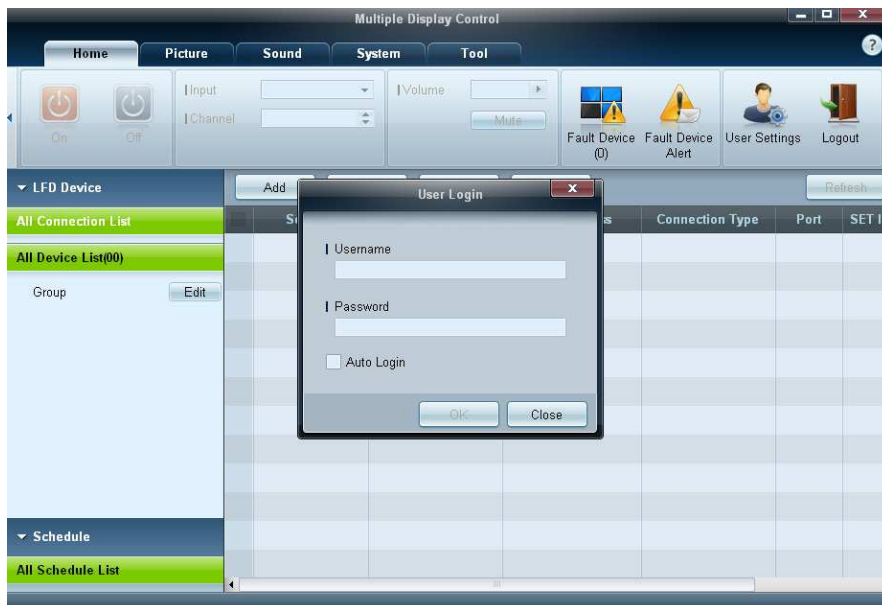 Multiple Display Control
Home
Picture
Sound
System
Tool
?
Input
Channel
Volume
Mute
On
Off
Fault Device
(0)
Fault Device
Alert
User Settings
Logout
LFD Device
Add
Refresh
All Connection List
Connection Type
Port
All Device List(00)
Group
Edit
User Login
Username
Password
Auto Login
OK
Close
Schedule
All Schedule List